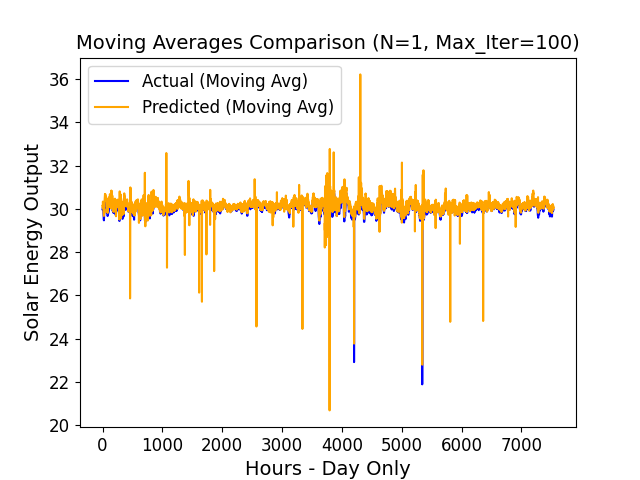 Moving Averages Comparison (N=1, Max_Iter=100)
Actual (Moving Avg)
Predicted (Moving Avg)
Solar Energy Output
36
34
32
30
28
26
24
22
20
0 1000 2000 3000 4000 5000 6000 7000
Hours - Day Only